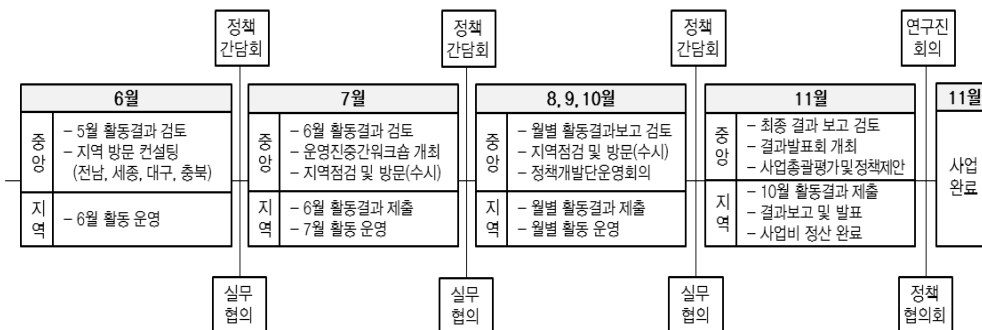 정책
간담회
정책
간담회
정책
간담회
연구진
회의
6월
중
앙
– 5월 활동결과 검토
– 지역 방문 컨설팅
(전남, 세종, 대구, 충북)
지
역
– 6월 활동 운영
7월
중
앙
– 6월 활동결과 검토
– 운영진중간워크숍 개최
– 지역점검 및 방문(수시)
지
역
– 6월 활동결과 제출
– 7월 활동 운영
8, 9, 10월
중
앙
– 월별 활동결과보고 검토
– 지역점검 및 방문(수시)
– 정책개발단운영회의
지
역
– 월별 활동결과 제출
– 월별 활동 운영
11월
중
앙
– 최종 결과 보고 검토
– 결과발표회 개최
– 사업총괄평가및정책제안
지
역
– 10월 활동결과 제출
– 결과보고 및 발표
– 사업비 정산 완료
11월
사업
완료
실무
협의
실무
협의
실무
협의
정책
협의회